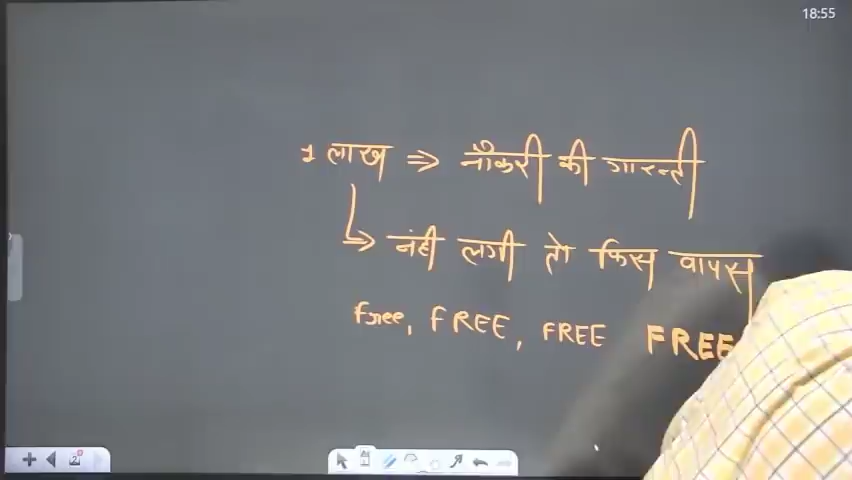 18:55
1 लाख ⇒ नौकरी की गारन्ती
→ नही लगी तो फिस वापस
free, FREE, FREE FREE